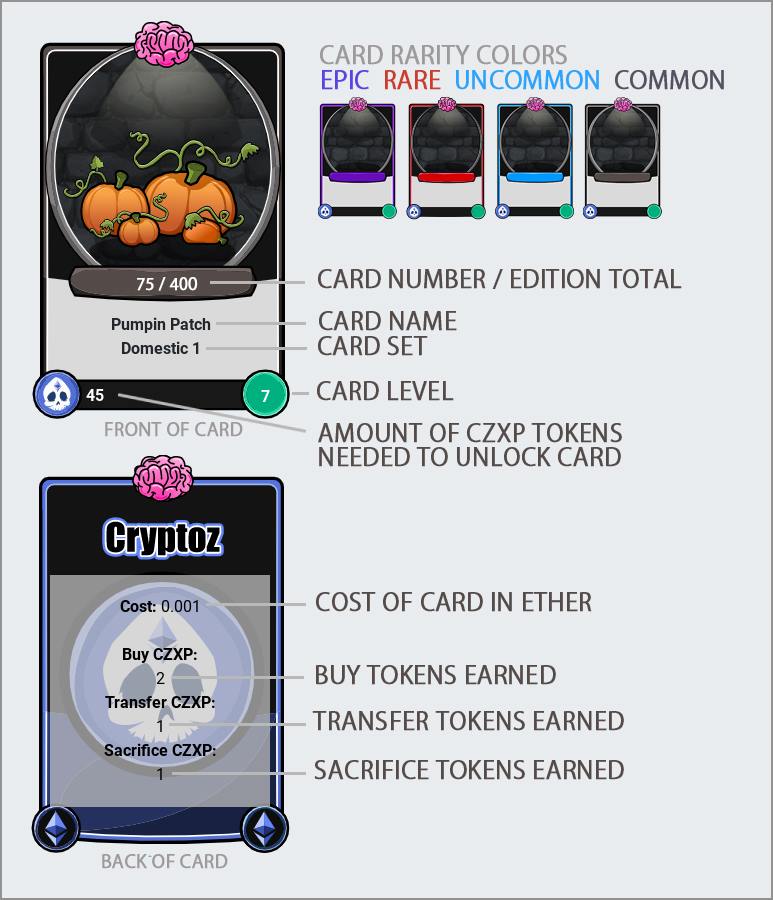 CARD RARITY COLORS
EPIC RARE UNCOMMON COMMON
75 / 400
CARD NUMBER / EDITION TOTAL
Pumpin Patch
CARD NAME
Domestic 1
CARD SET
45
7
CARD LEVEL
FRONT OF CARD
AMOUNT OF CZXP TOKENS
NEEDED TO UNLOCK CARD
Cryptoz
Cost: 0.001
COST OF CARD IN ETHER
Buy CZXP:
2
BUY TOKENS EARNED
Transfer CZXP:
1
TRANSFER TOKENS EARNED
Sacrifice CZXP:
1
SACRIFICE TOKENS EARNED
BACK OF CARD